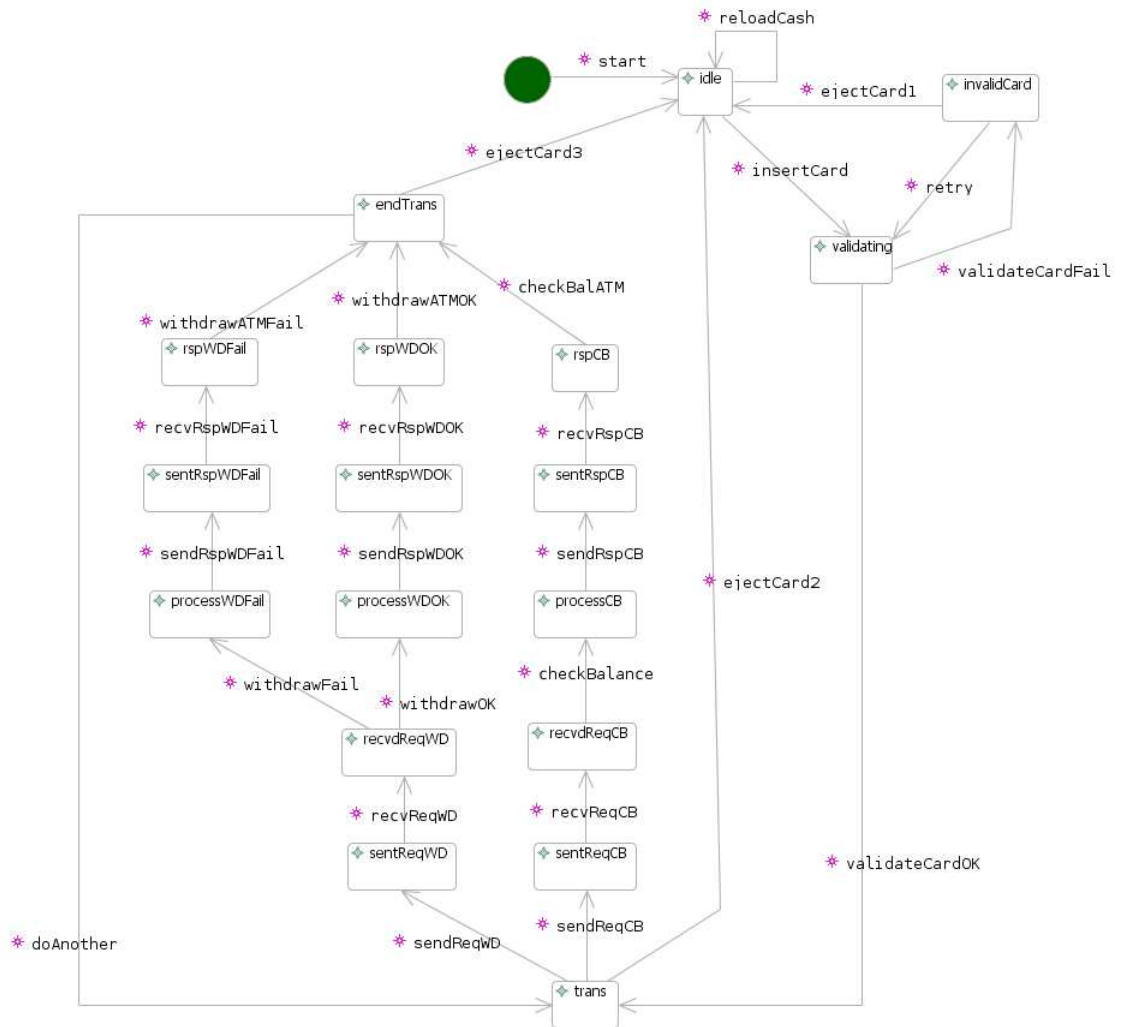 reloadCash
start
idle
invalidCard
ejectCard1
ejectCard3
insertCard
retry
endTrans
validating
validateCardFail
checkBalATM
withdrawATMOK
withdrawATMFail
rspWDFail
rspWDOK
rspCB
recvRspWDFail
recvRspWDOK
recvRspCB
sentRspWDFail
sentRspWDOK
sentRspCB
sendRspWDFail
sendRspWDOK
sendRspCB
ejectCard2
processWDFail
processWDOK
processCB
checkBalance
withdrawFail
withdrawOK
recvdReqWD
recvdReqCB
recvReqWD
recvReqCB
sentReqWD
sentReqCB
validateCardOK
sendReqCB
doAnother
sendReqWD
trans